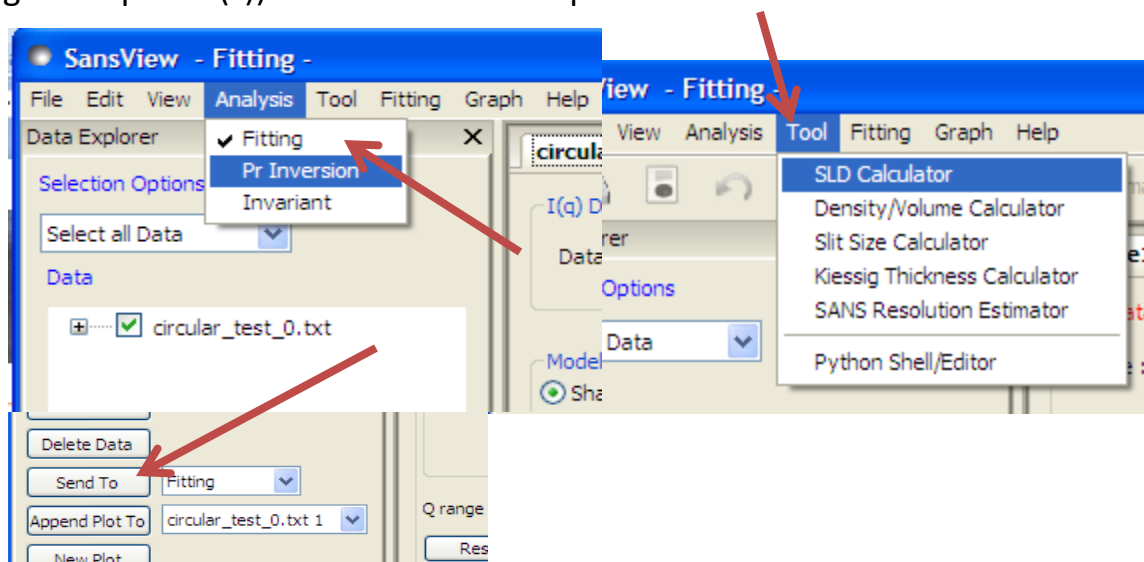 SansView - Fitting -
File Edit View Analysis Tool Fitting Graph Help
Data Explorer
Fitting
Pr Inversion
Invariant
Selection Options
Select all Data
Data
circular_test_0.txt
I(q) D
Data
Model
Sha
Delete Data
Send To
Fitting
Append Plot To
circular_test_0.txt 1
New Plot
Q range
Res
View - Fitting -
View Analysis Tool Fitting Graph Help
SLD Calculator
Density/Volume Calculator
Slit Size Calculator
Kiessig Thickness Calculator
SANS Resolution Estimator
Python Shell/Editor
Options
Data